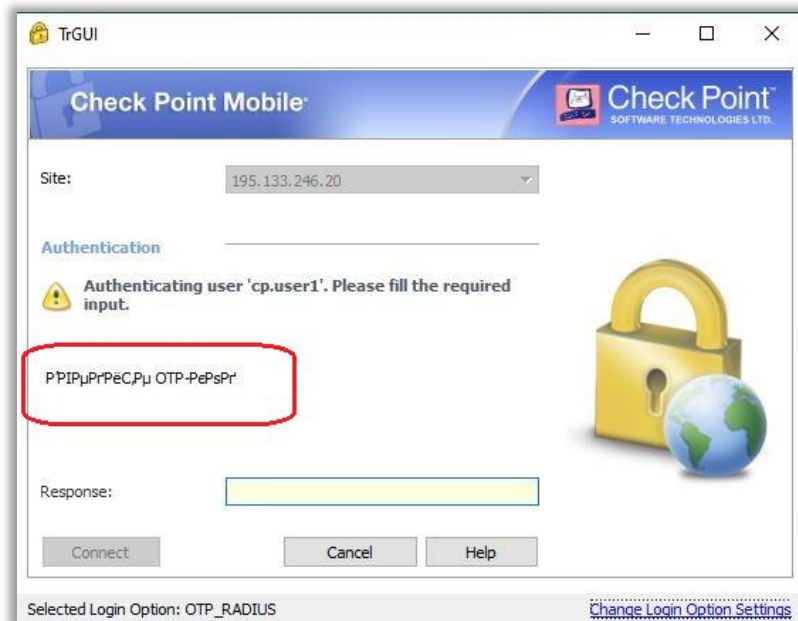 TrGUI
Check Point Mobile
Check Point™
SOFTWARE TECHNOLOGIES LTD.
Site:
195.133.246.20
Authentication
Authenticating user 'cp.user1'. Please fill the required
input.
Р’РІРµРґРёС‚Рµ OTP-РєРѕРґ
Response:
Connect
Cancel
Help
Selected Login Option: OTP_RADIUS
Change Login Option Settings